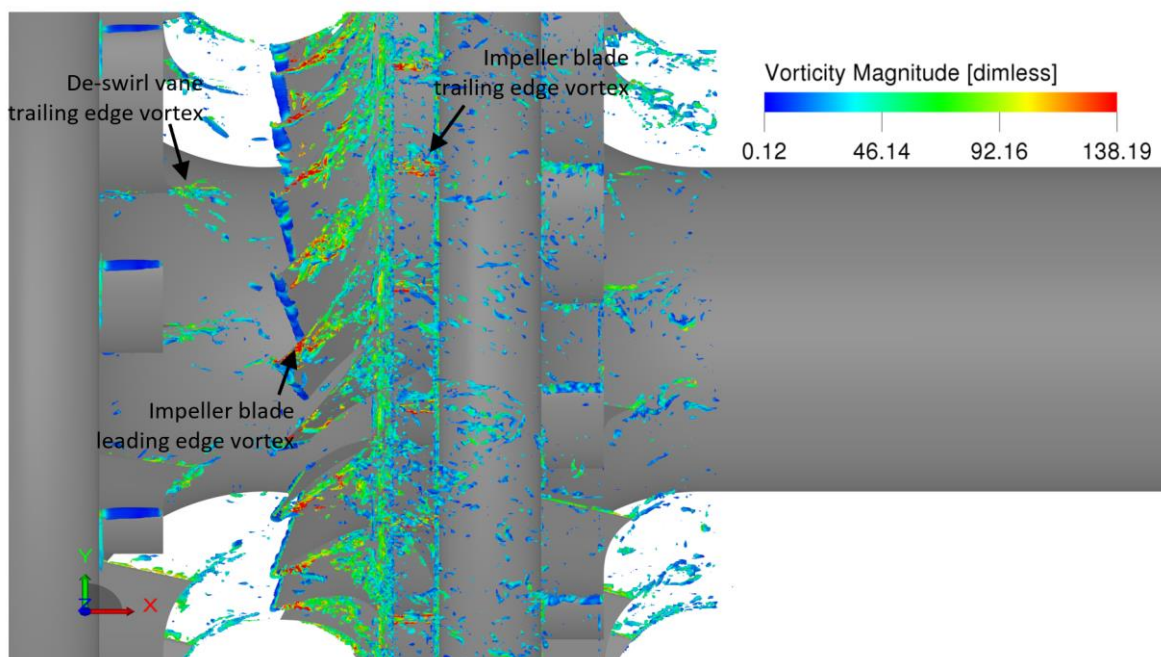 Impeller blade
trailing edge vortex
De-swirl vane
trailing edge vortex
Vorticity Magnitude [dimless]
0.12 46.14 92.16 138.19
Impeller blade
leading edge vortex
Y
Z X